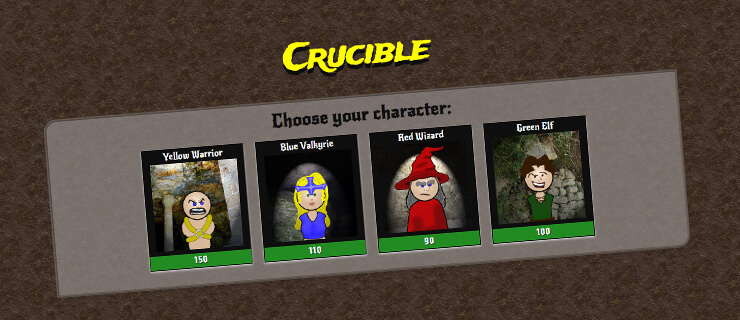 Crucible
Choose your character:
Yellow Warrior
Blue Valkyrie
Red Wizard
Green Elf
150
110
90
100